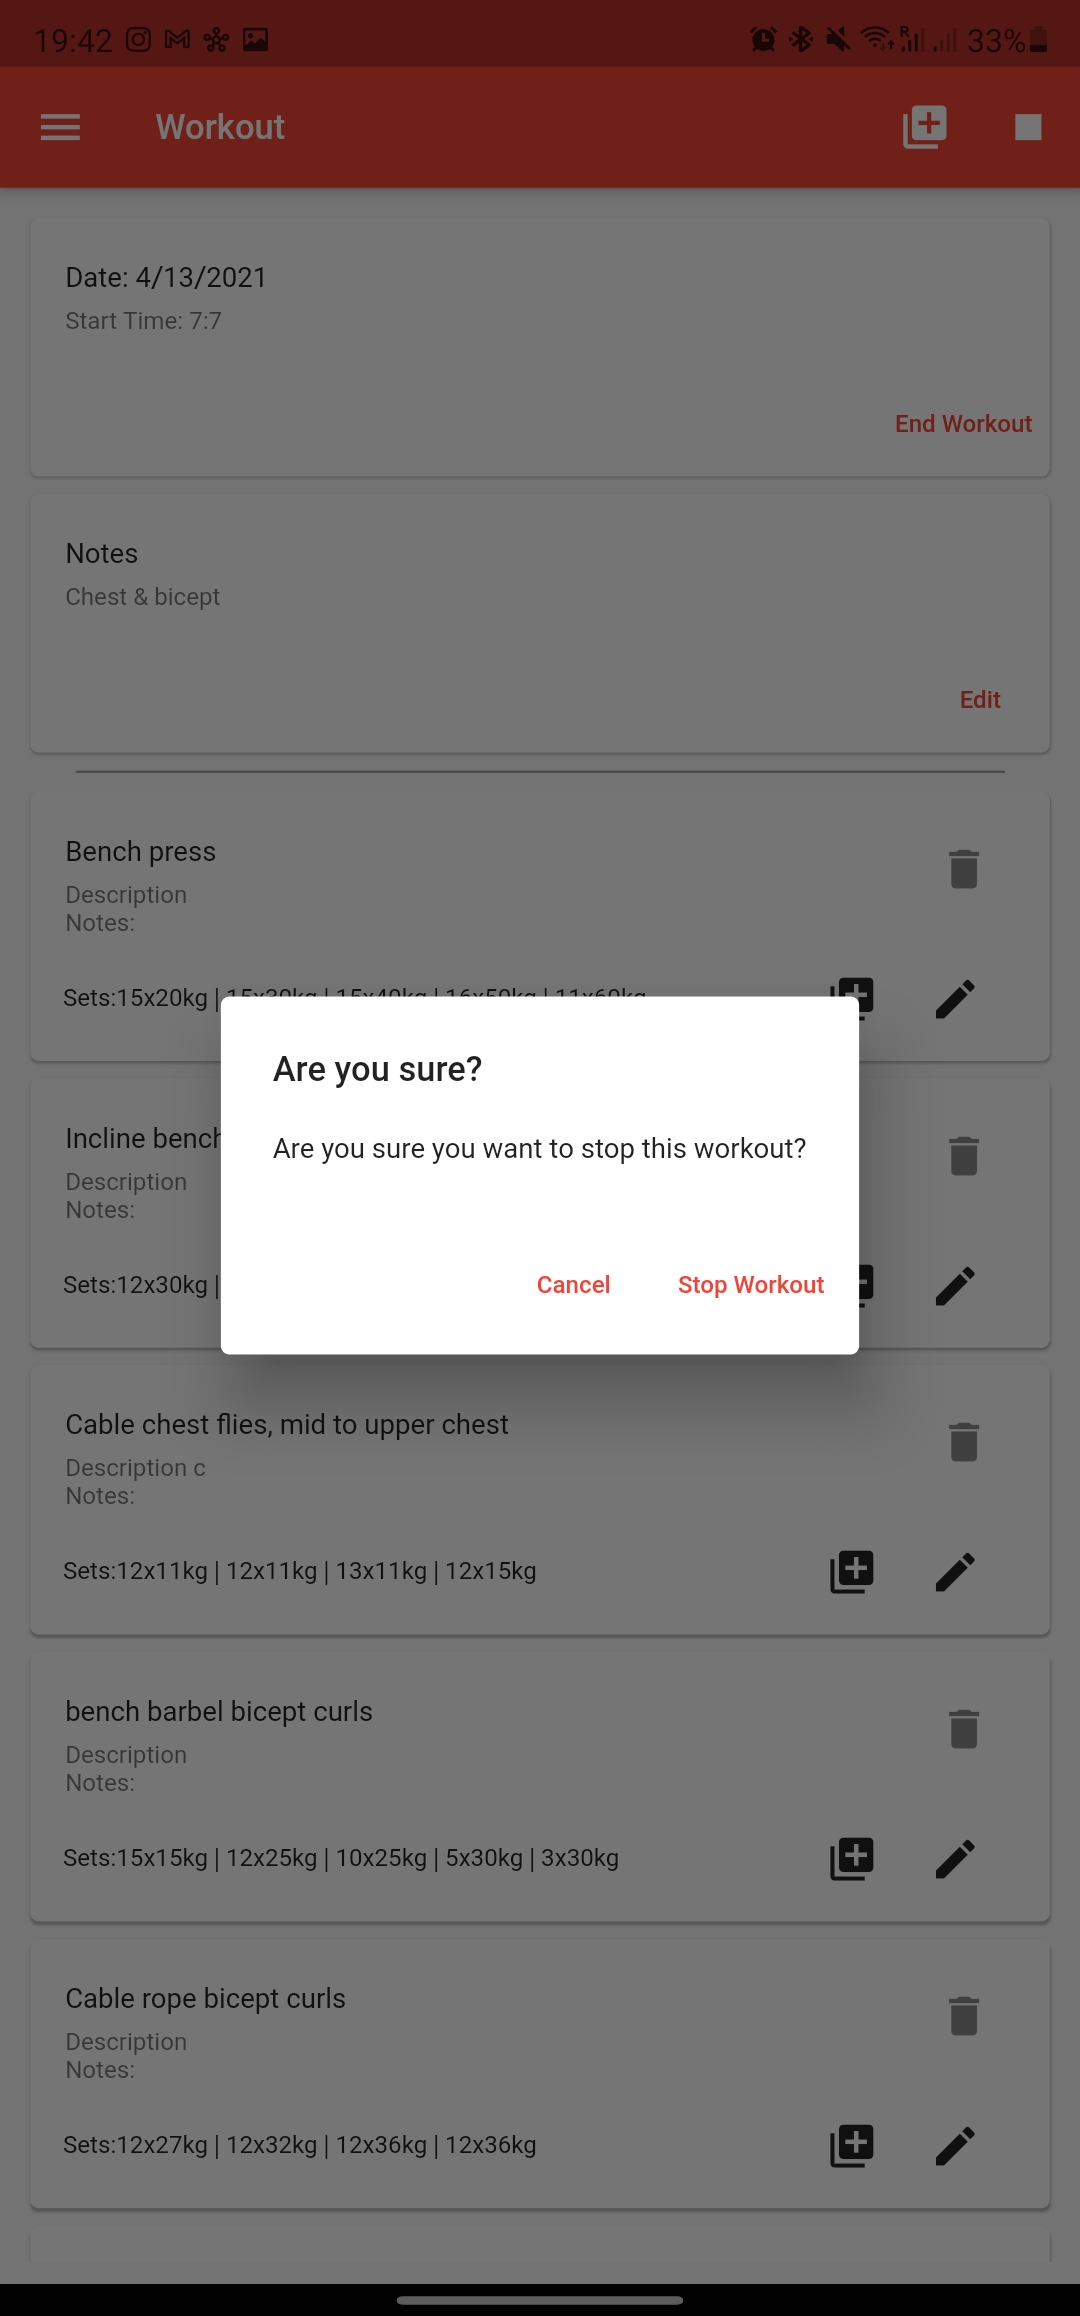 19:42
33%
Workout
Date: 4/13/2021
Start Time: 7:7
End Workout
Notes
Chest & bicept
Edit
Bench press
Description
Notes:
Sets:15x20kg | 15x30kg | 15x40kg | 16x50kg | 11x60kg
Are you sure?
Are you sure you want to stop this workout?
Cancel Stop Workout
Incline bench
Description
Notes:
Sets:12x30kg |
Cable chest flies, mid to upper chest
Description c
Notes:
Sets:12x11kg | 12x11kg | 13x11kg | 12x15kg
bench barbel bicept curls
Description
Notes:
Sets:15x15kg | 12x25kg | 10x25kg | 5x30kg | 3x30kg
Cable rope bicept curls
Description
Notes:
Sets:12x27kg | 12x32kg | 12x36kg | 12x36kg